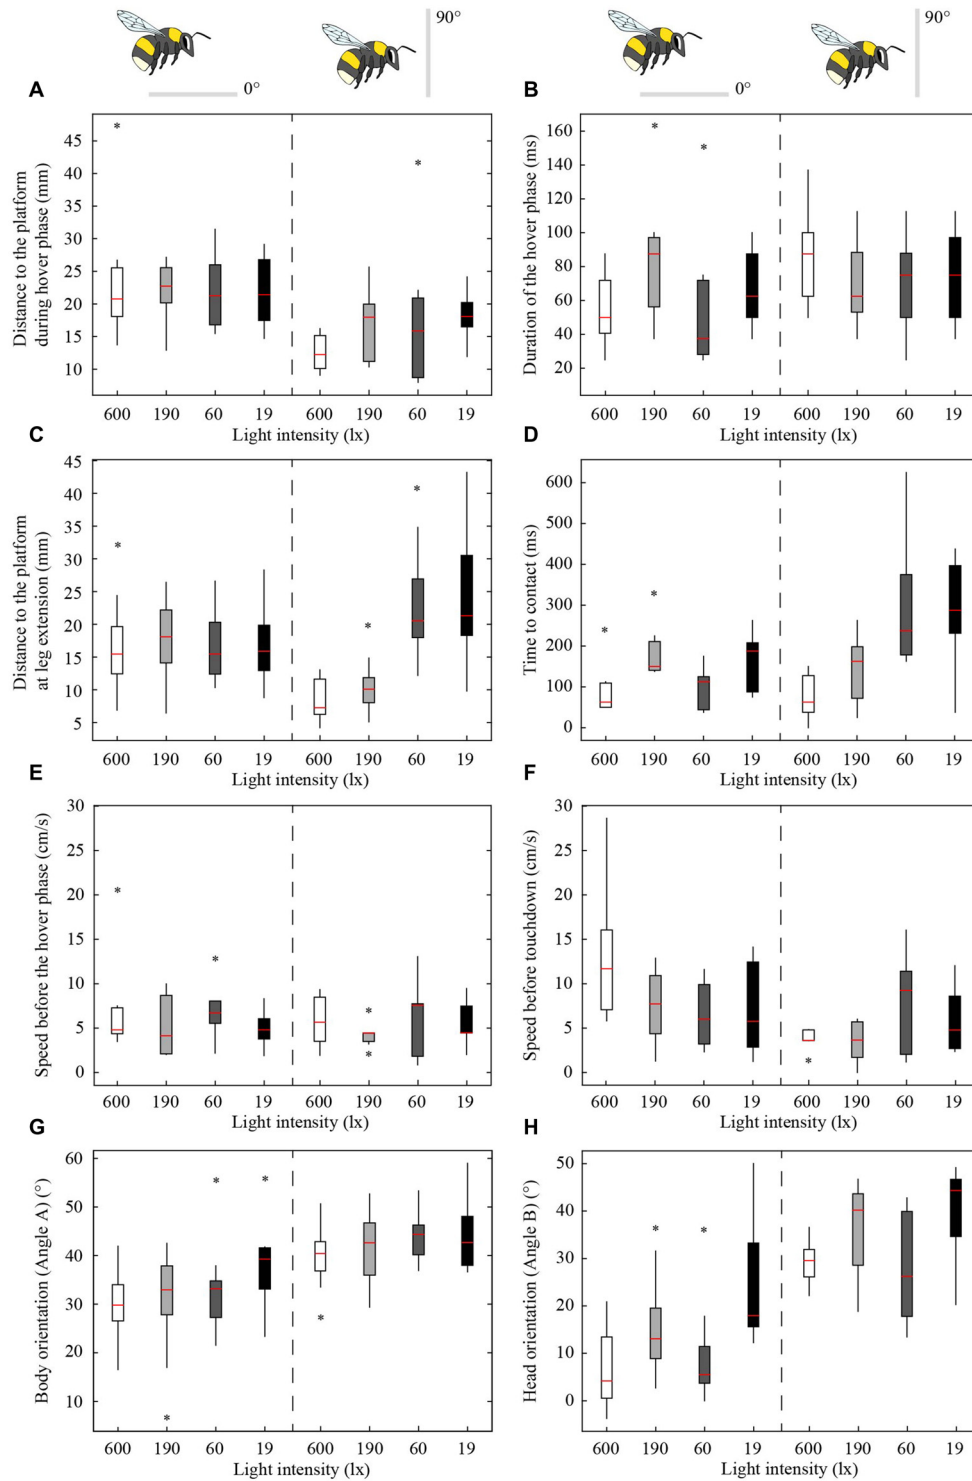 90°
90°
0°
0°
A
B
45
40
35
30
25
20
15
10
Distance to the platform
during hover phase (mm)
600 190 60 19 600 190 60 19
Light intensity (lx)
160
140
120
100
80
60
40
20
Duration of the hover phase (ms)
600 190 60 19 600 190 60 19
Light intensity (lx)
C
D
45
40
35
30
25
20
15
10
5
Distance to the platform
at leg extension (mm)
600 190 60 19 600 190 60 19
Light intensity (lx)
600
500
400
300
200
100
0
Time to contact (ms)
600 190 60 19 600 190 60 19
Light intensity (lx)
E
F
30
25
20
15
10
5
0
Speed before the hover phase (cm/s)
600 190 60 19 600 190 60 19
Light intensity (lx)
30
25
20
15
10
5
0
Speed before touchdown (cm/s)
600 190 60 19 600 190 60 19
Light intensity (lx)
G
H
60
50
40
30
20
10
Body orientation (Angle A) (°)
600 190 60 19 600 190 60 19
Light intensity (lx)
50
40
30
20
10
0
Head orientation (Angle B) (°)
600 190 60 19 600 190 60 19
Light intensity (lx)